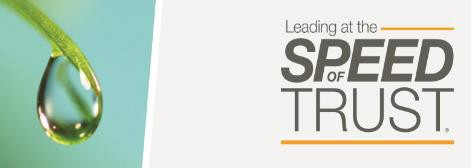 Leading at the
SPEED
OF
TRUST®